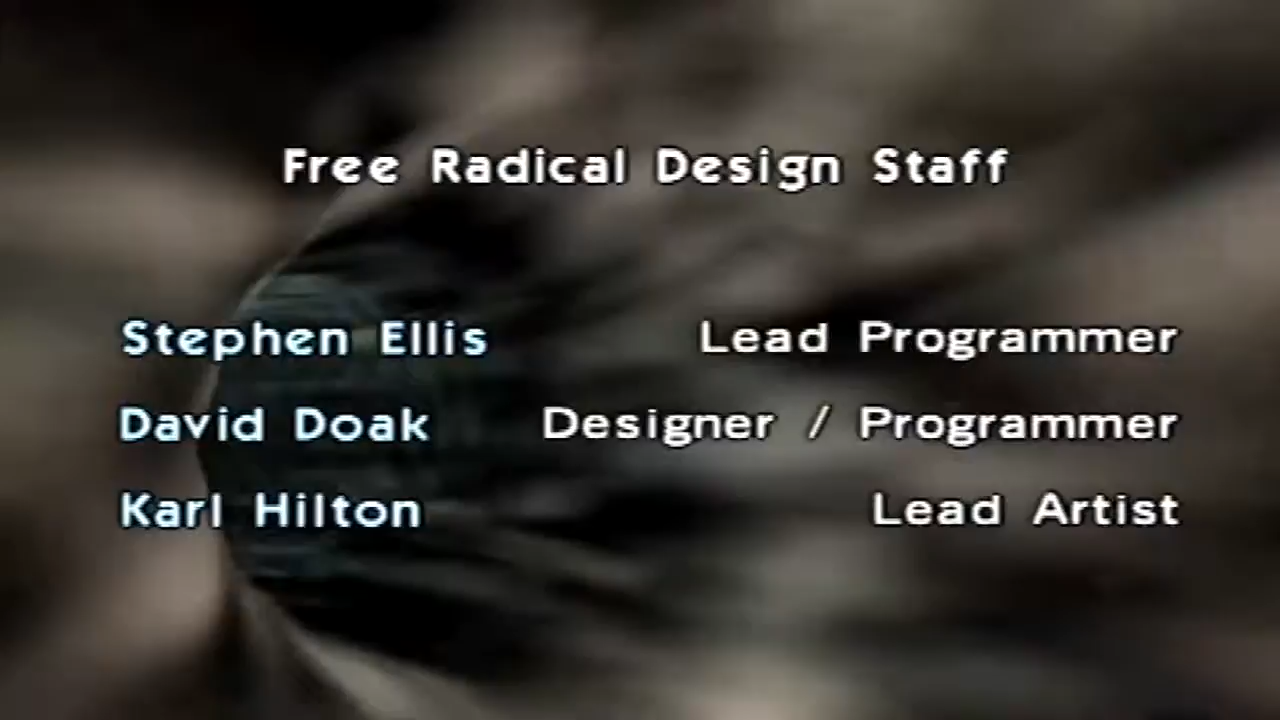 Free Radical Design Staff
Stephen Ellis Lead Programmer
David Doak Designer / Programmer
Karl Hilton Lead Artist